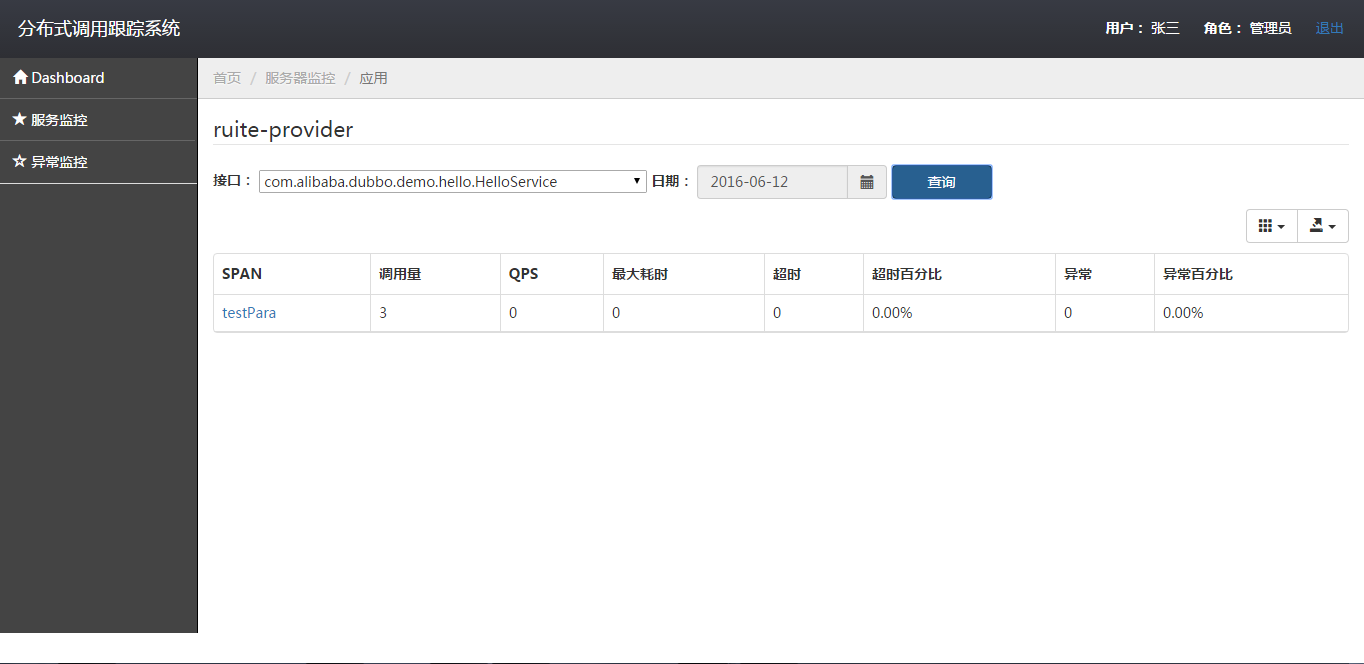 分布式调用跟踪系统
用户： 张三 角色： 管理员 退出
Dashboard
服务监控
异常监控
首页 / 服务器监控 / 应用
ruite-provider
接口： com.alibaba.dubbo.demo.hello.HelloService 日期： 2016-06-12 查询
SPAN 调用量 QPS 最大耗时 超时 超时百分比 异常 异常百分比
testPara 3 0 0 0 0.00% 0 0.00%